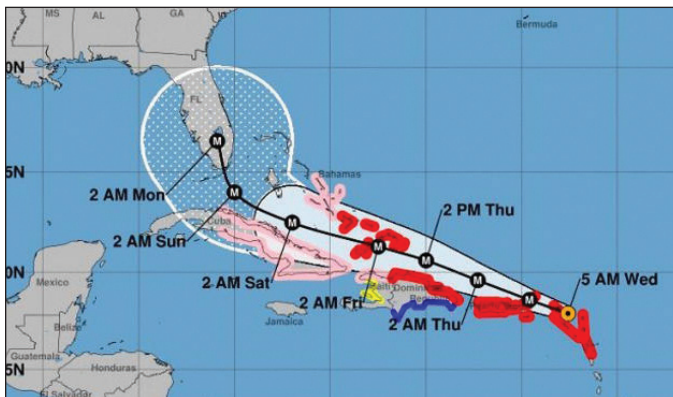 MS
AL
GA
Bermuda
0N
FL
5N
Bahamas
2 AM Mon
2 PM Thu
Cuba
2 AM Sun
2 AM Sat
5 AM Wed
0N
Mexico
Haiti
Dominican
2 AM Fri
2 AM Thu
Jamaica
Belize
Guatemala
Honduras
5N
El Salvador
M
M
M
M
M
M
M